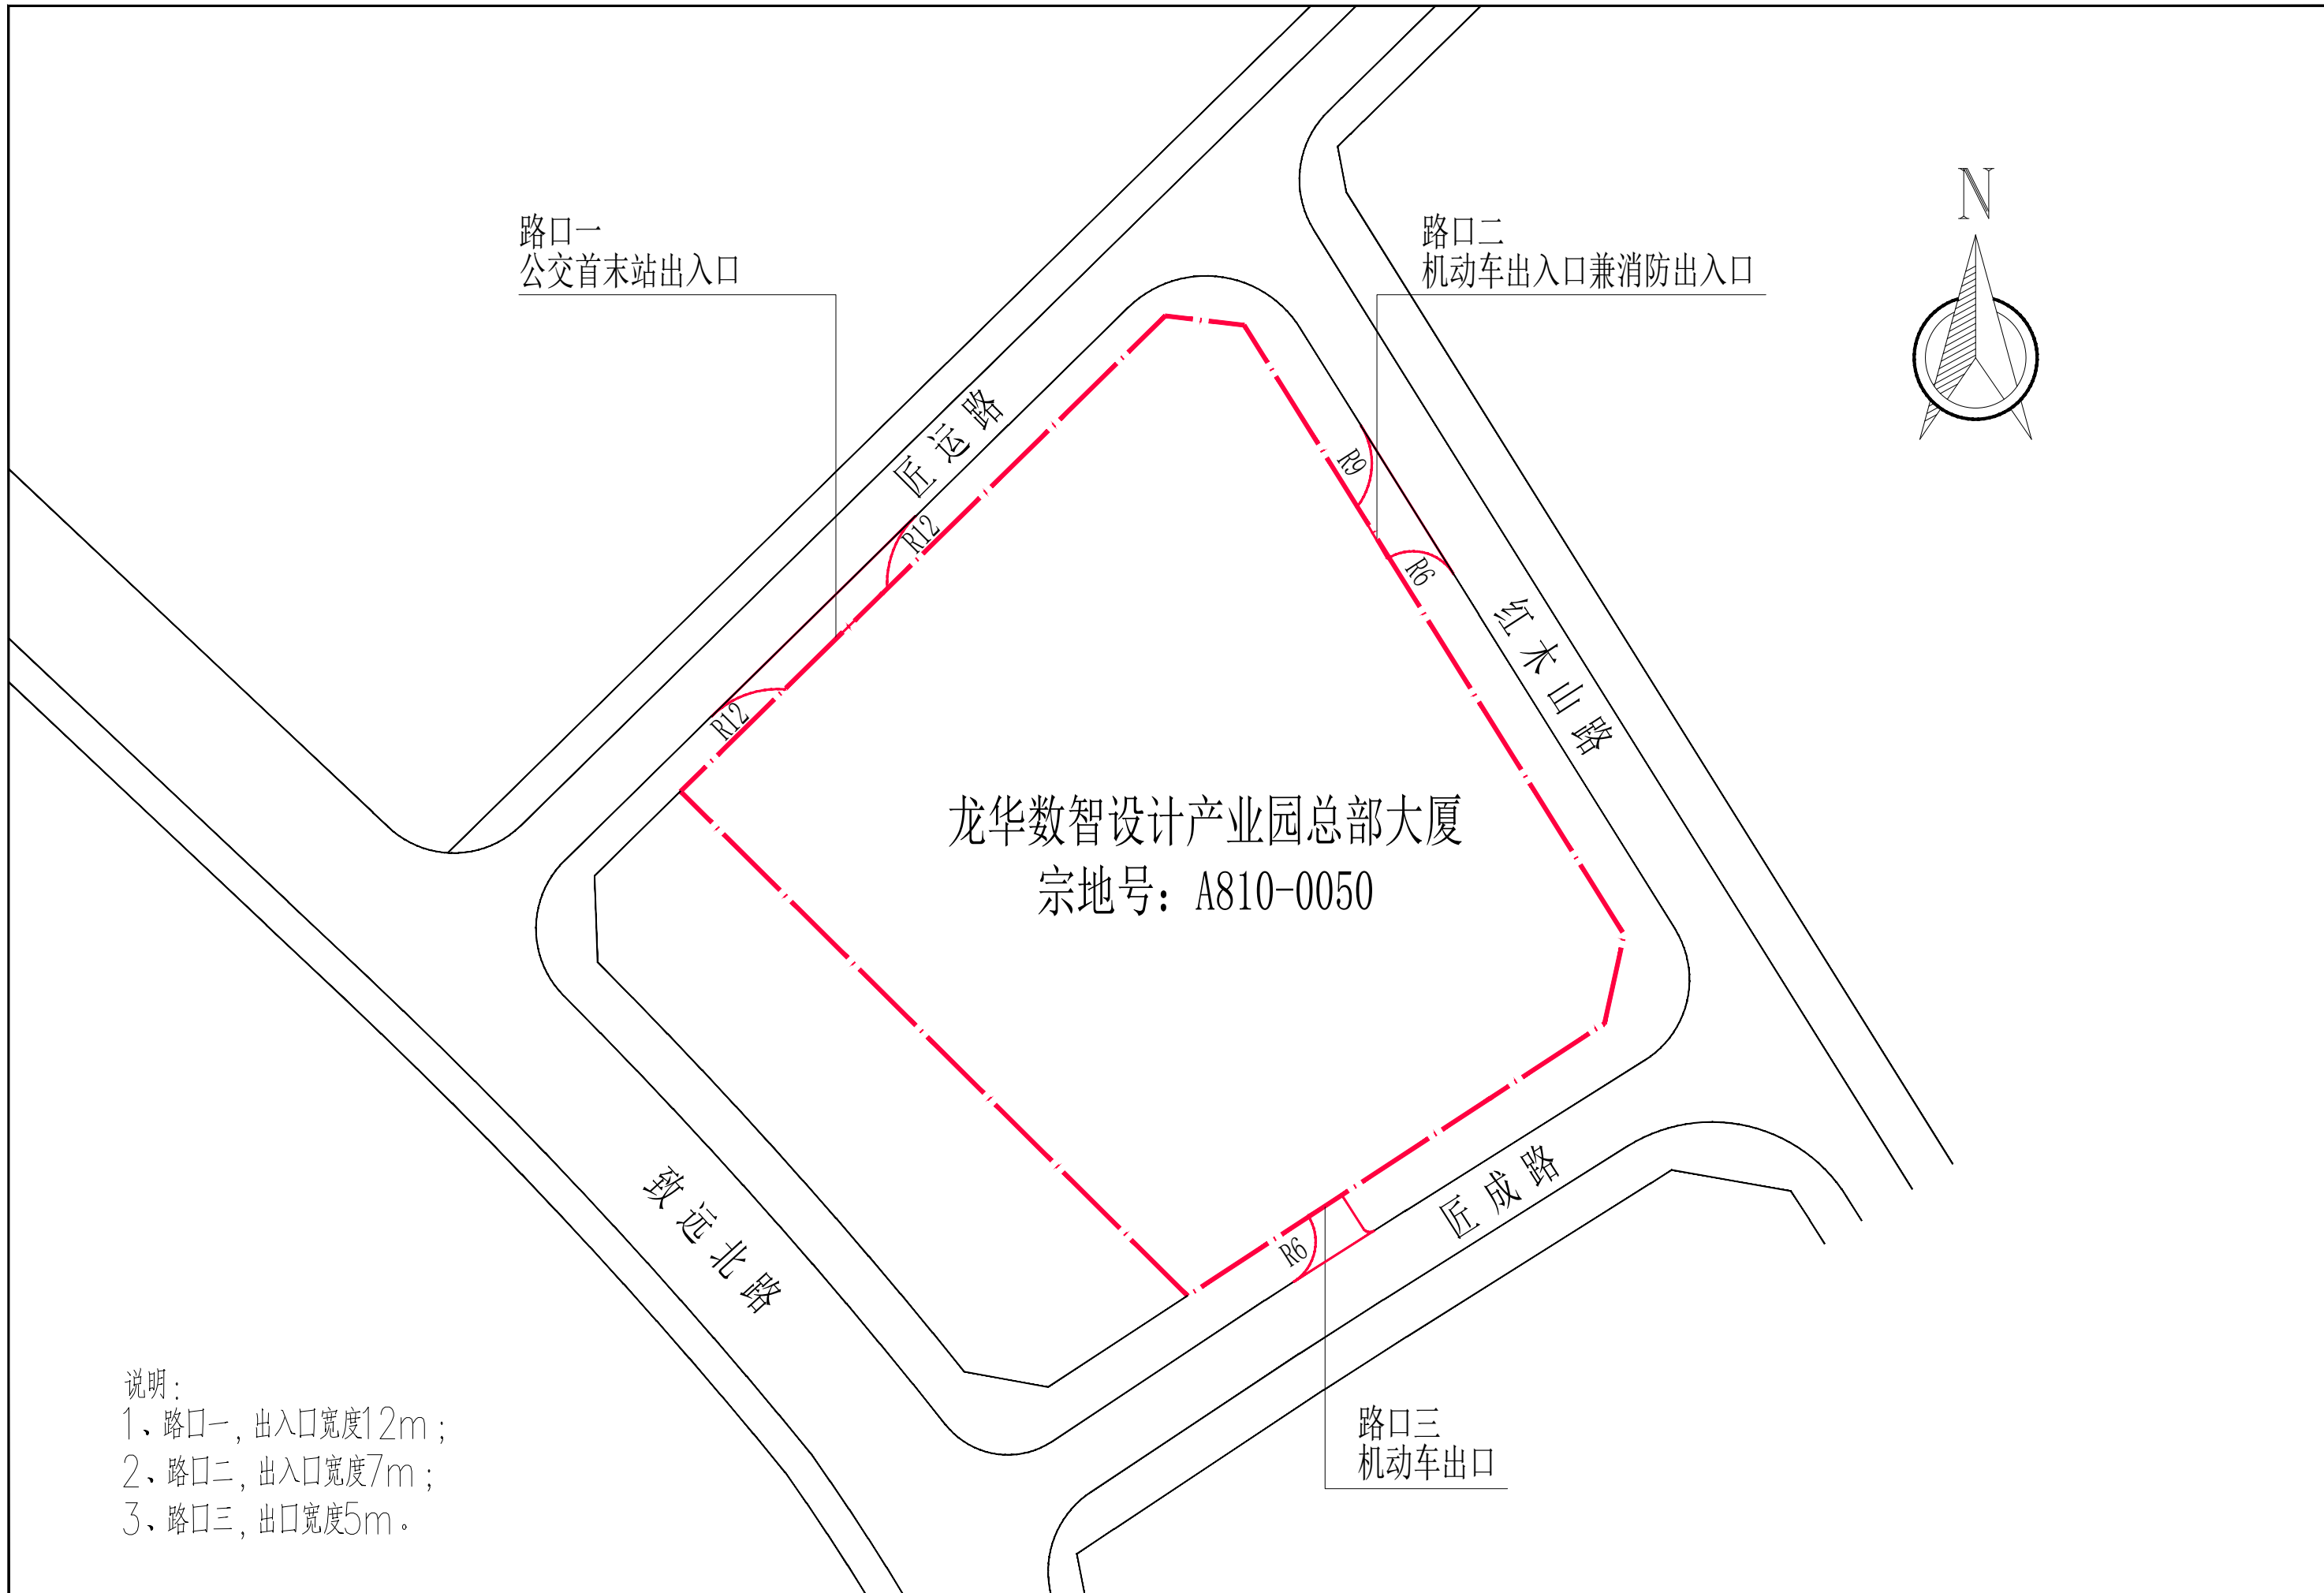 N
路口一
公交首末站出入口
路口二
机动车出入口兼消防出入口
匠运路
R12
R9
R6
红木山路
R12
龙华数智设计产业园总部大厦
宗地号：A810-0050
致远北路
匠成路
R6
路口三
机动车出口
说明：
1、路口一，出入口宽度12m；
2、路口二，出入口宽度7m；
3、路口三，出口宽度5m。